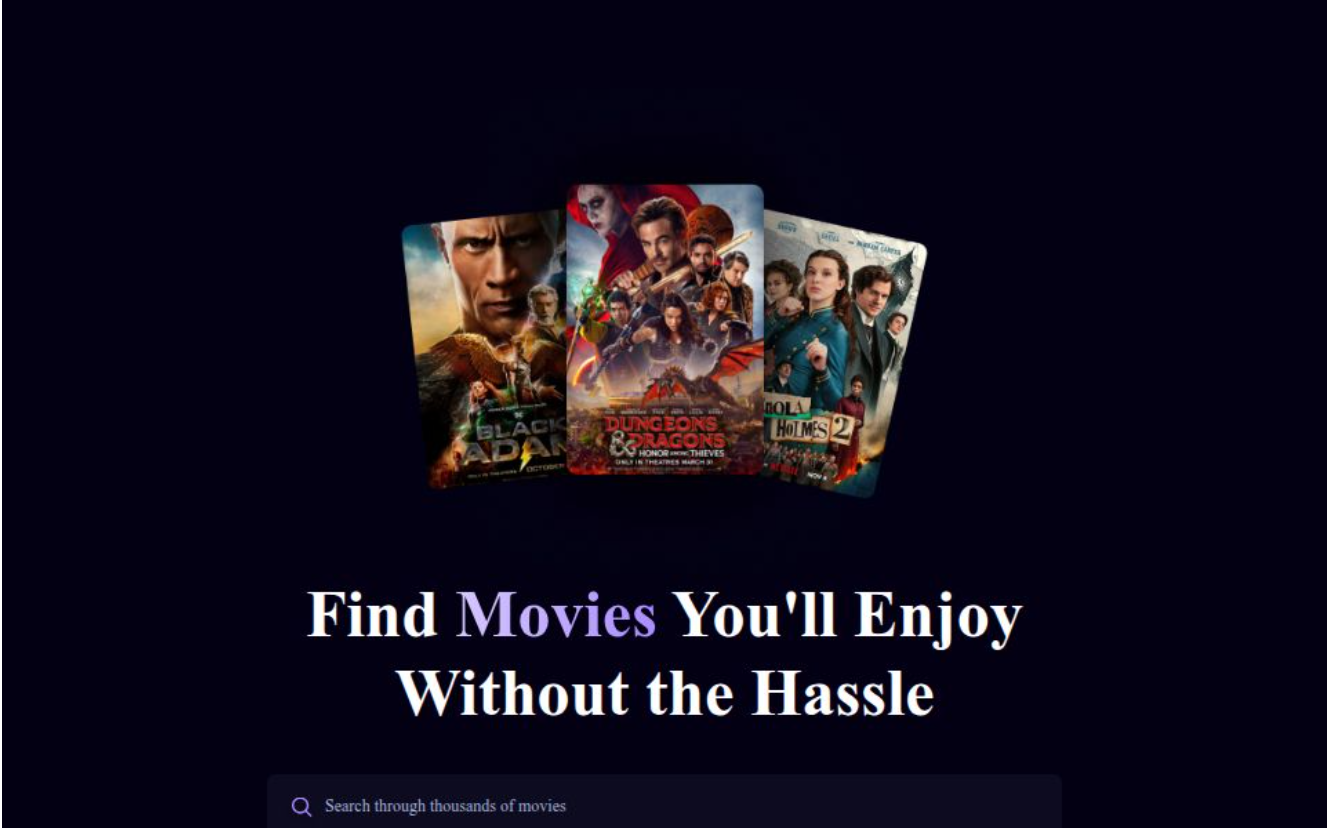 BLACK
ADAM
OCTOBER
DUNGEONS
& DRAGONS
HONOR AMONG THIEVES
ONLY IN THEATRES MARCH 31
NOLA
HOLMES 2
NETFLIX
NOV 4
Find Movies You'll Enjoy
Without the Hassle
Search through thousands of movies